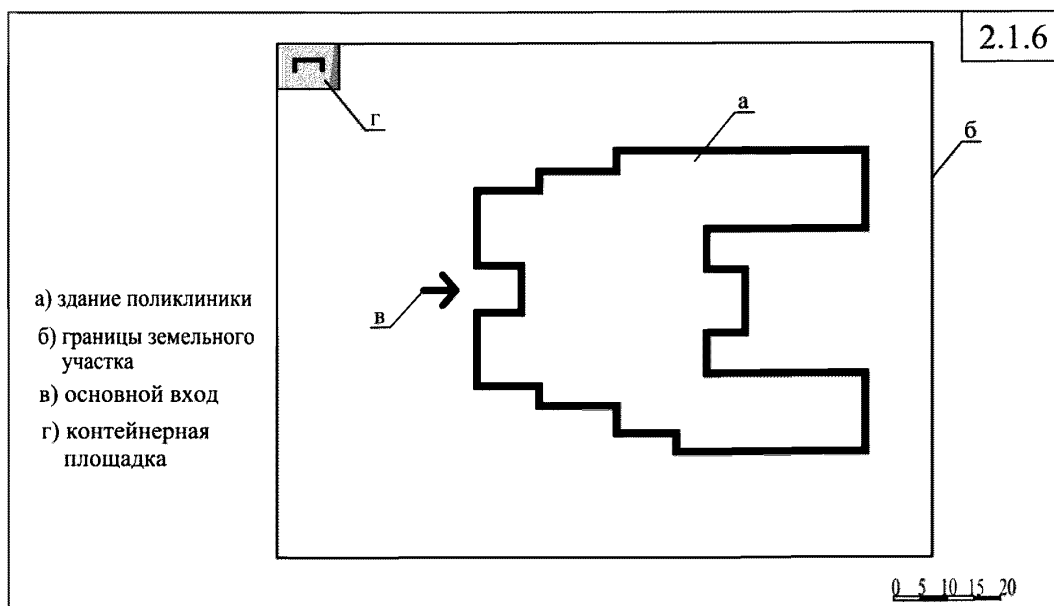 2.1.6
г
а
б
в
а) здание поликлиники
б) границы земельного
участка
в) основной вход
г) контейнерная
площадка
0 5 10 15 20